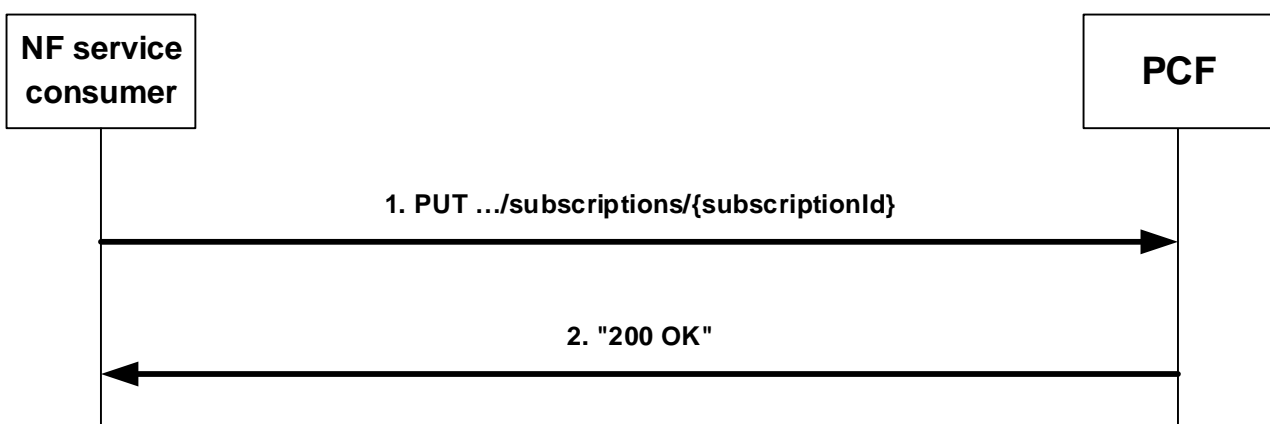 NF service
consumer
PCF
1. PUT …/subscriptions/{subscriptionId}
2. "200 OK"